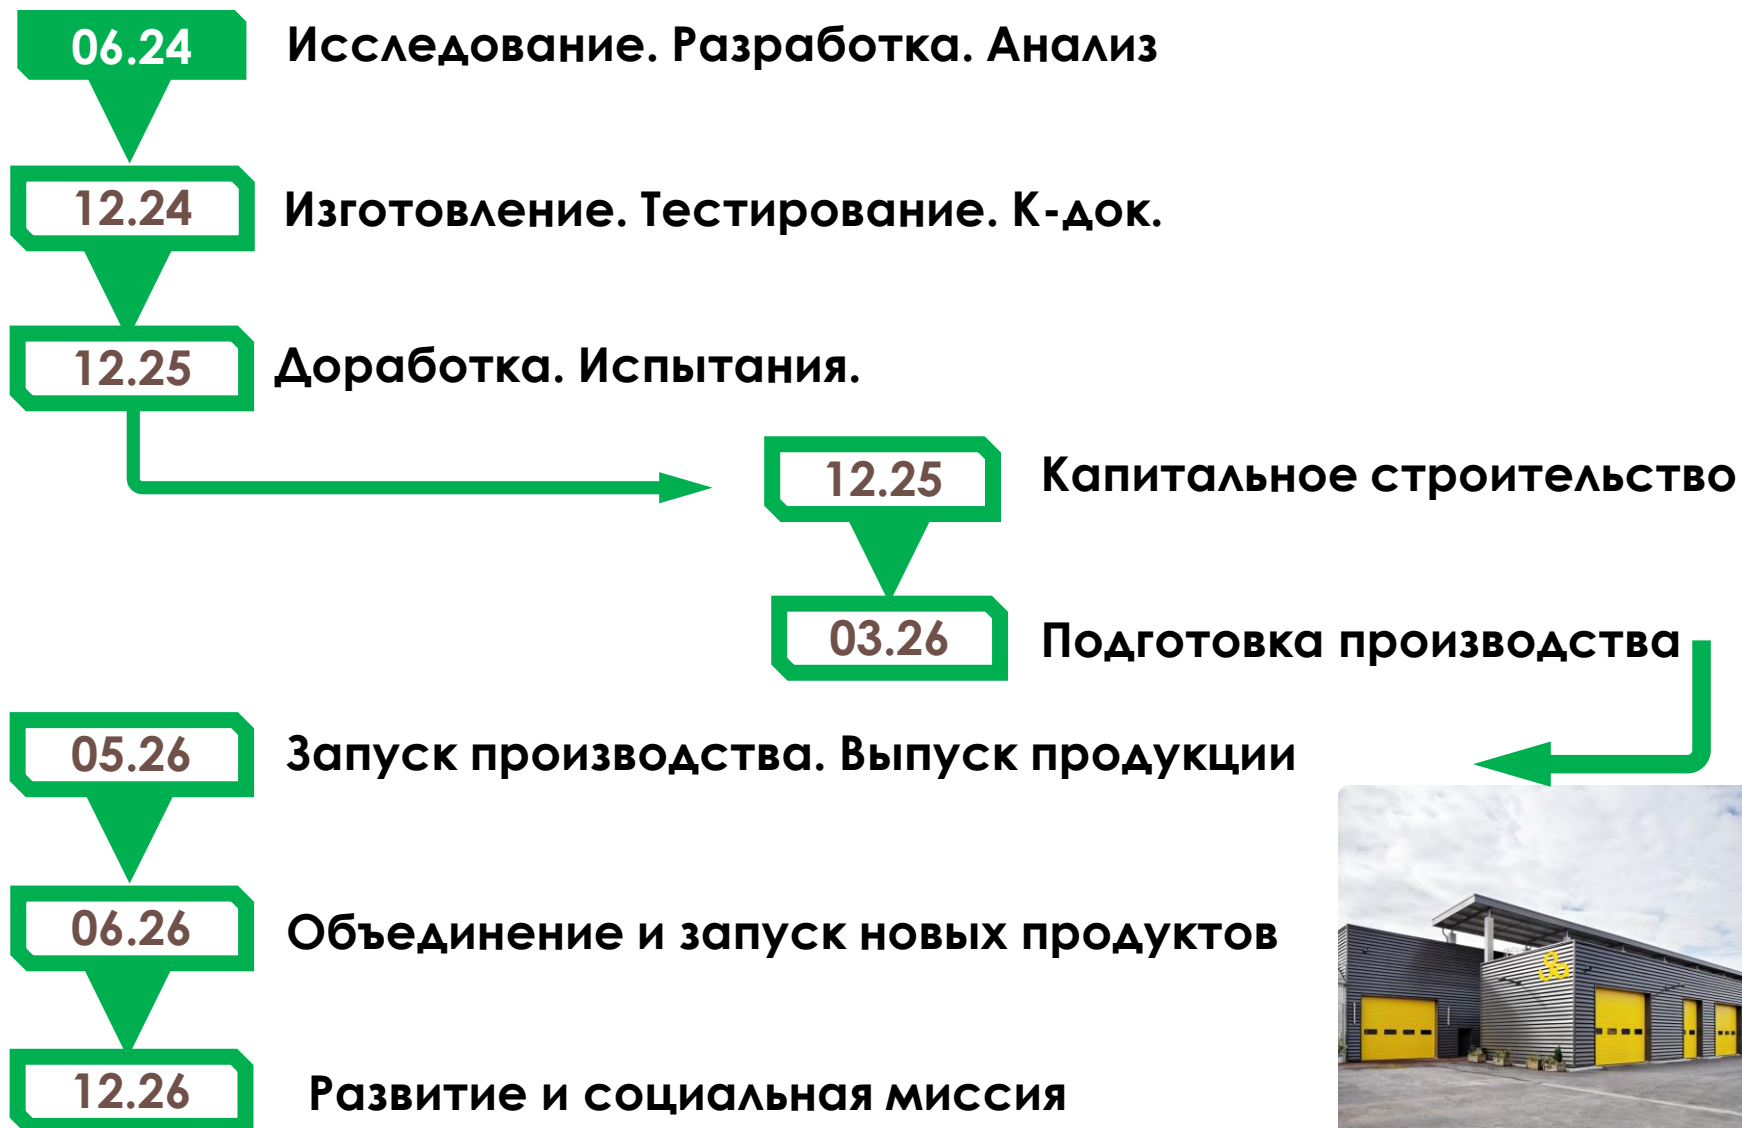 06.24 Исследование. Разработка. Анализ
12.24 Изготовление. Тестирование. К-док.
12.25 Доработка. Испытания.
12.25 Капитальное строительство
03.26 Подготовка производства
05.26 Запуск производства. Выпуск продукции
06.26 Объединение и запуск новых продуктов
12.26 Развитие и социальная миссия